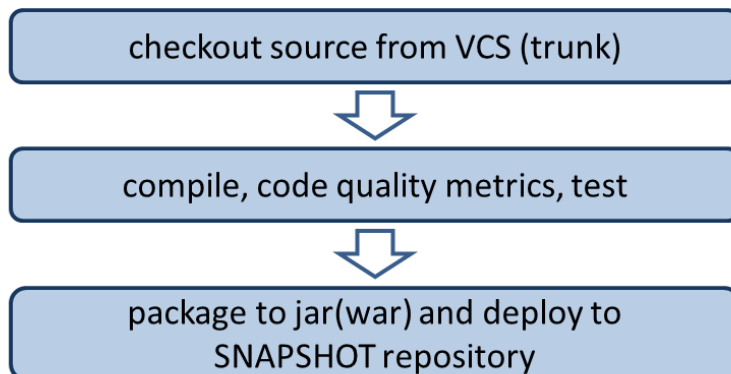 checkout source from VCS (trunk)
compile, code quality metrics, test
package to jar(war) and deploy to
SNAPSHOT repository